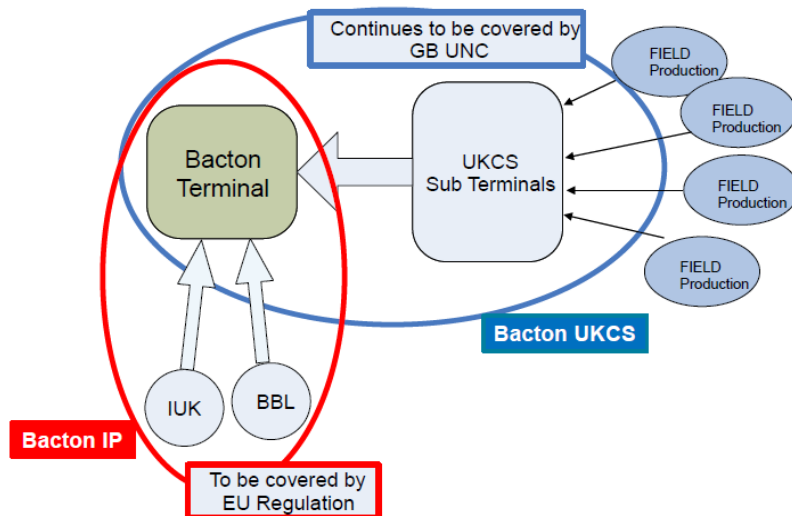 Continues to be covered by
GB UNC
FIELD
Production
FIELD
Production
Bacton
Terminal
UKCS
Sub Terminals
FIELD
Production
FIELD
Production
Bacton UKCS
IUK
BBL
Bacton IP
To be covered by
EU Regulation